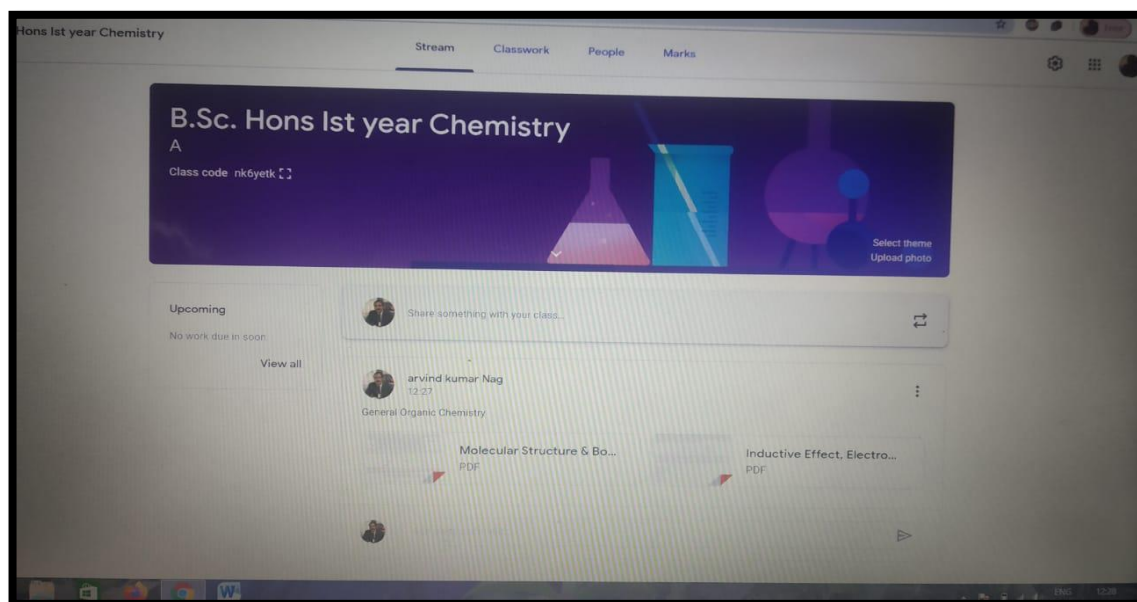 Hons Ist year Chemistry
Stream Classwork People Marks
B.Sc. Hons Ist year Chemistry
A
Class code nk6yetk
Select theme
Upload photo
Upcoming
No work due in soon
View all
Share something with your class...
arvind kumar Nag
12:27
General Organic Chemistry
Molecular Structure & Bo...
PDF
Inductive Effect, Electro...
PDF
W
ENG 12:28